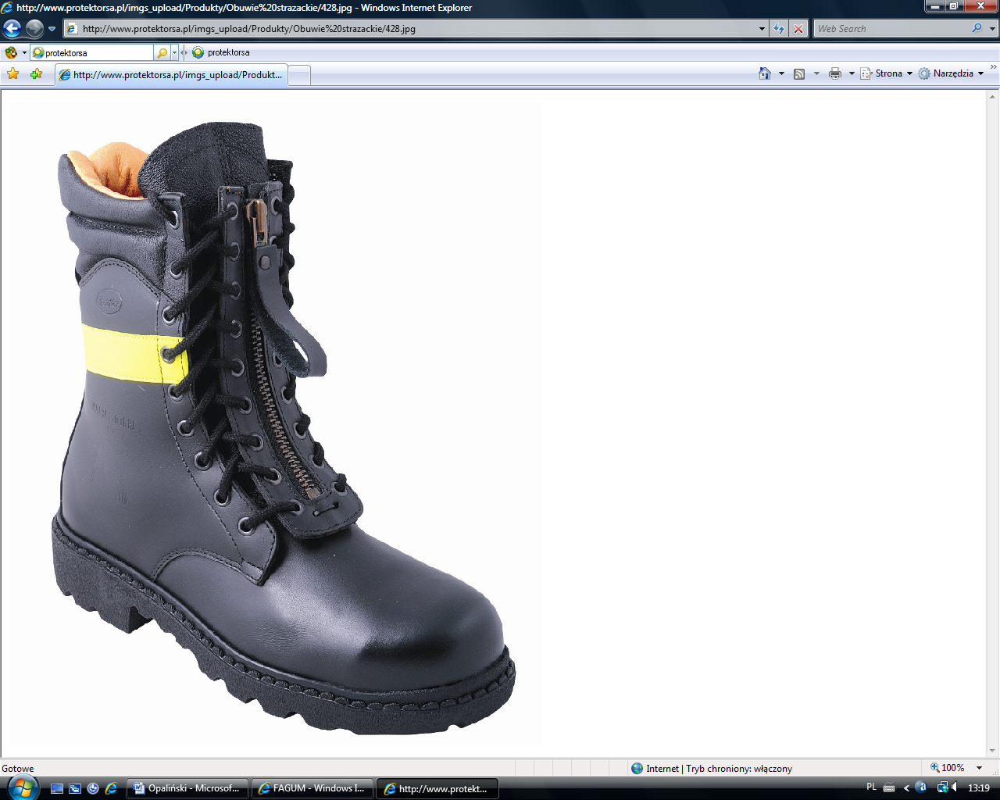 http://www.protektorsa.pl/imgs_upload/Produkty/Obuwie%20strazackie/428.jpg - Windows Internet Explorer
http://www.protektorsa.pl/imgs_upload/Produkty/Obuwie%20strazackie/428.jpg
Web Search
protektorsa
protektorsa
http://www.protektorsa.pl/imgs_upload/Produkt...
Strona
Narzędzia
Gotowe
Internet | Tryb chroniony: włączony
100%
Opaliński - Microsof...
FAGUM - Windows I...
http://www.protekt...
PL
13:19